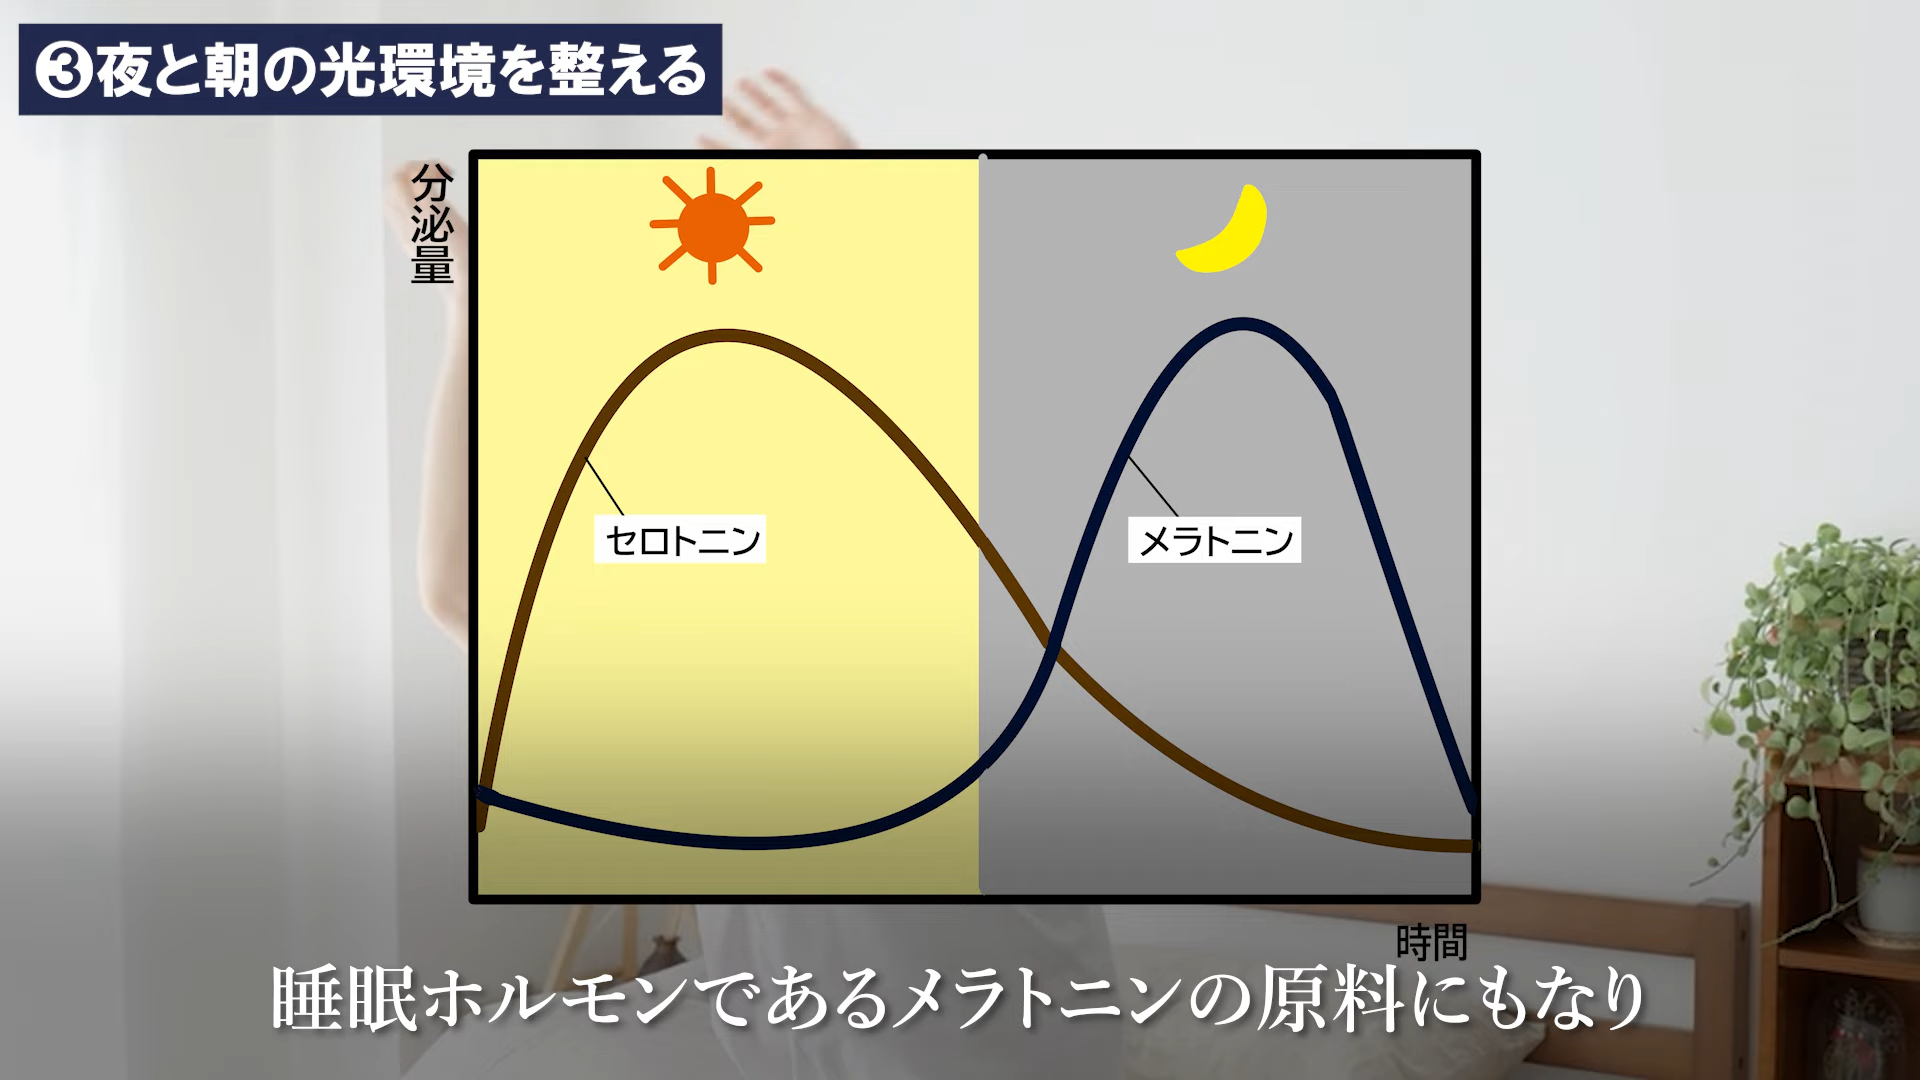 ❸夜と朝の光環境を整える
分泌量
セロトニン
メラトニン
時間
睡眠ホルモンであるメラトニンの原料にもなり